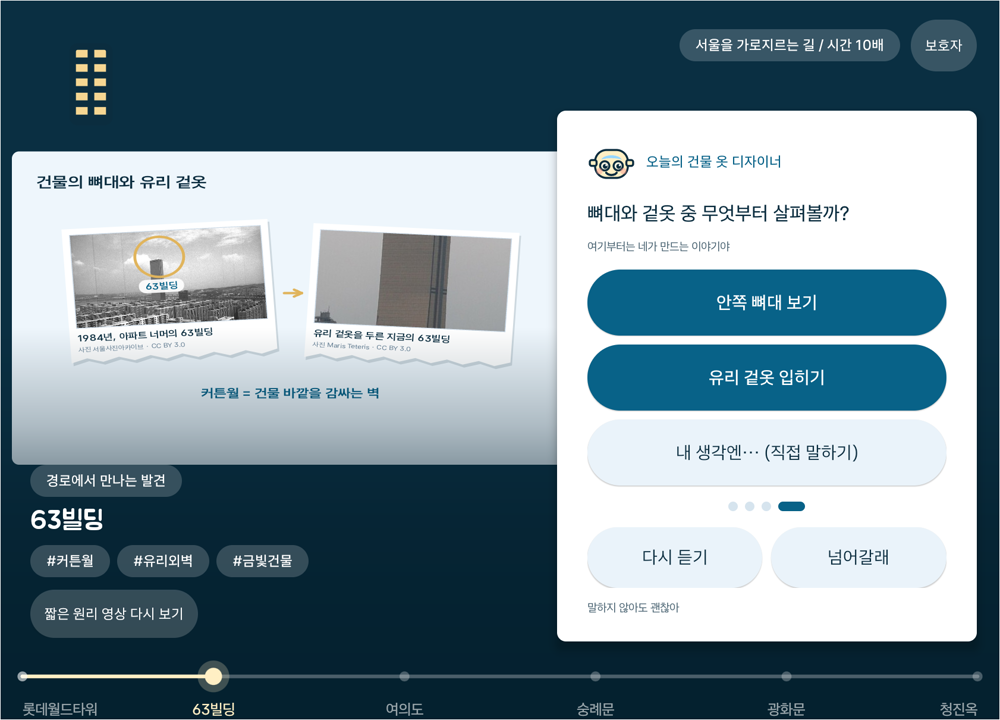 서울을 가로지르는 길 / 시간 10배
보호자
건물의 뼈대와 유리 겉옷
63빌딩
1984년, 아파트 너머의 63빌딩
사진 서울사진아카이브 · CC BY 3.0
유리 겉옷을 두른 지금의 63빌딩
사진 Maris Teteris · CC BY 3.0
커튼월 = 건물 바깥을 감싸는 벽
오늘의 건물 옷 디자이너
뼈대와 겉옷 중 무엇부터 살펴볼까?
여기부터는 네가 만드는 이야기야
안쪽 뼈대 보기
유리 겉옷 입히기
내 생각엔… (직접 말하기)
다시 듣기
넘어갈래
말하지 않아도 괜찮아
경로에서 만나는 발견
63빌딩
#커튼월 #유리외벽 #금빛건물
짧은 원리 영상 다시 보기
롯데월드타워 63빌딩 여의도 숭례문 광화문 청진옥